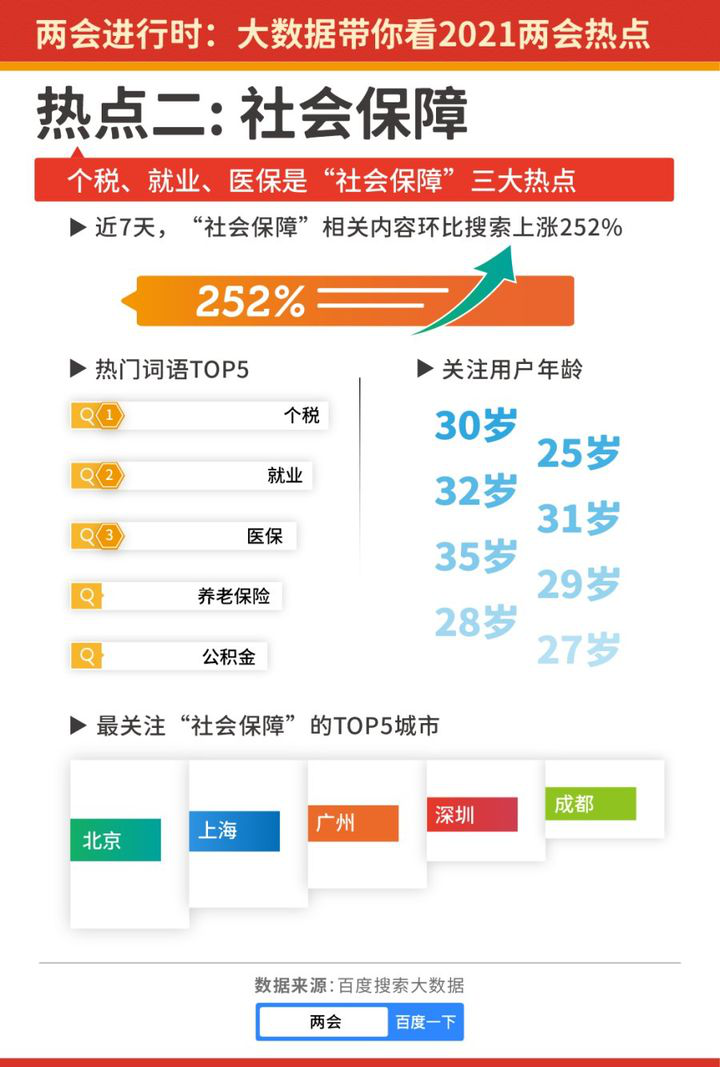 两会进行时：大数据带你看2021两会热点
热点二: 社会保障
个税、就业、医保是“社会保障”三大热点
▶ 近7天，“社会保障”相关内容环比搜索上涨252%
252%
▶ 热门词语TOP5
1 个税
2 就业
3 医保
养老保险
公积金
▶ 关注用户年龄
30岁
25岁
32岁
31岁
35岁
29岁
28岁
27岁
▶ 最关注“社会保障”的TOP5城市
北京
上海
广州
深圳
成都
数据来源:百度搜索大数据
两会 百度一下